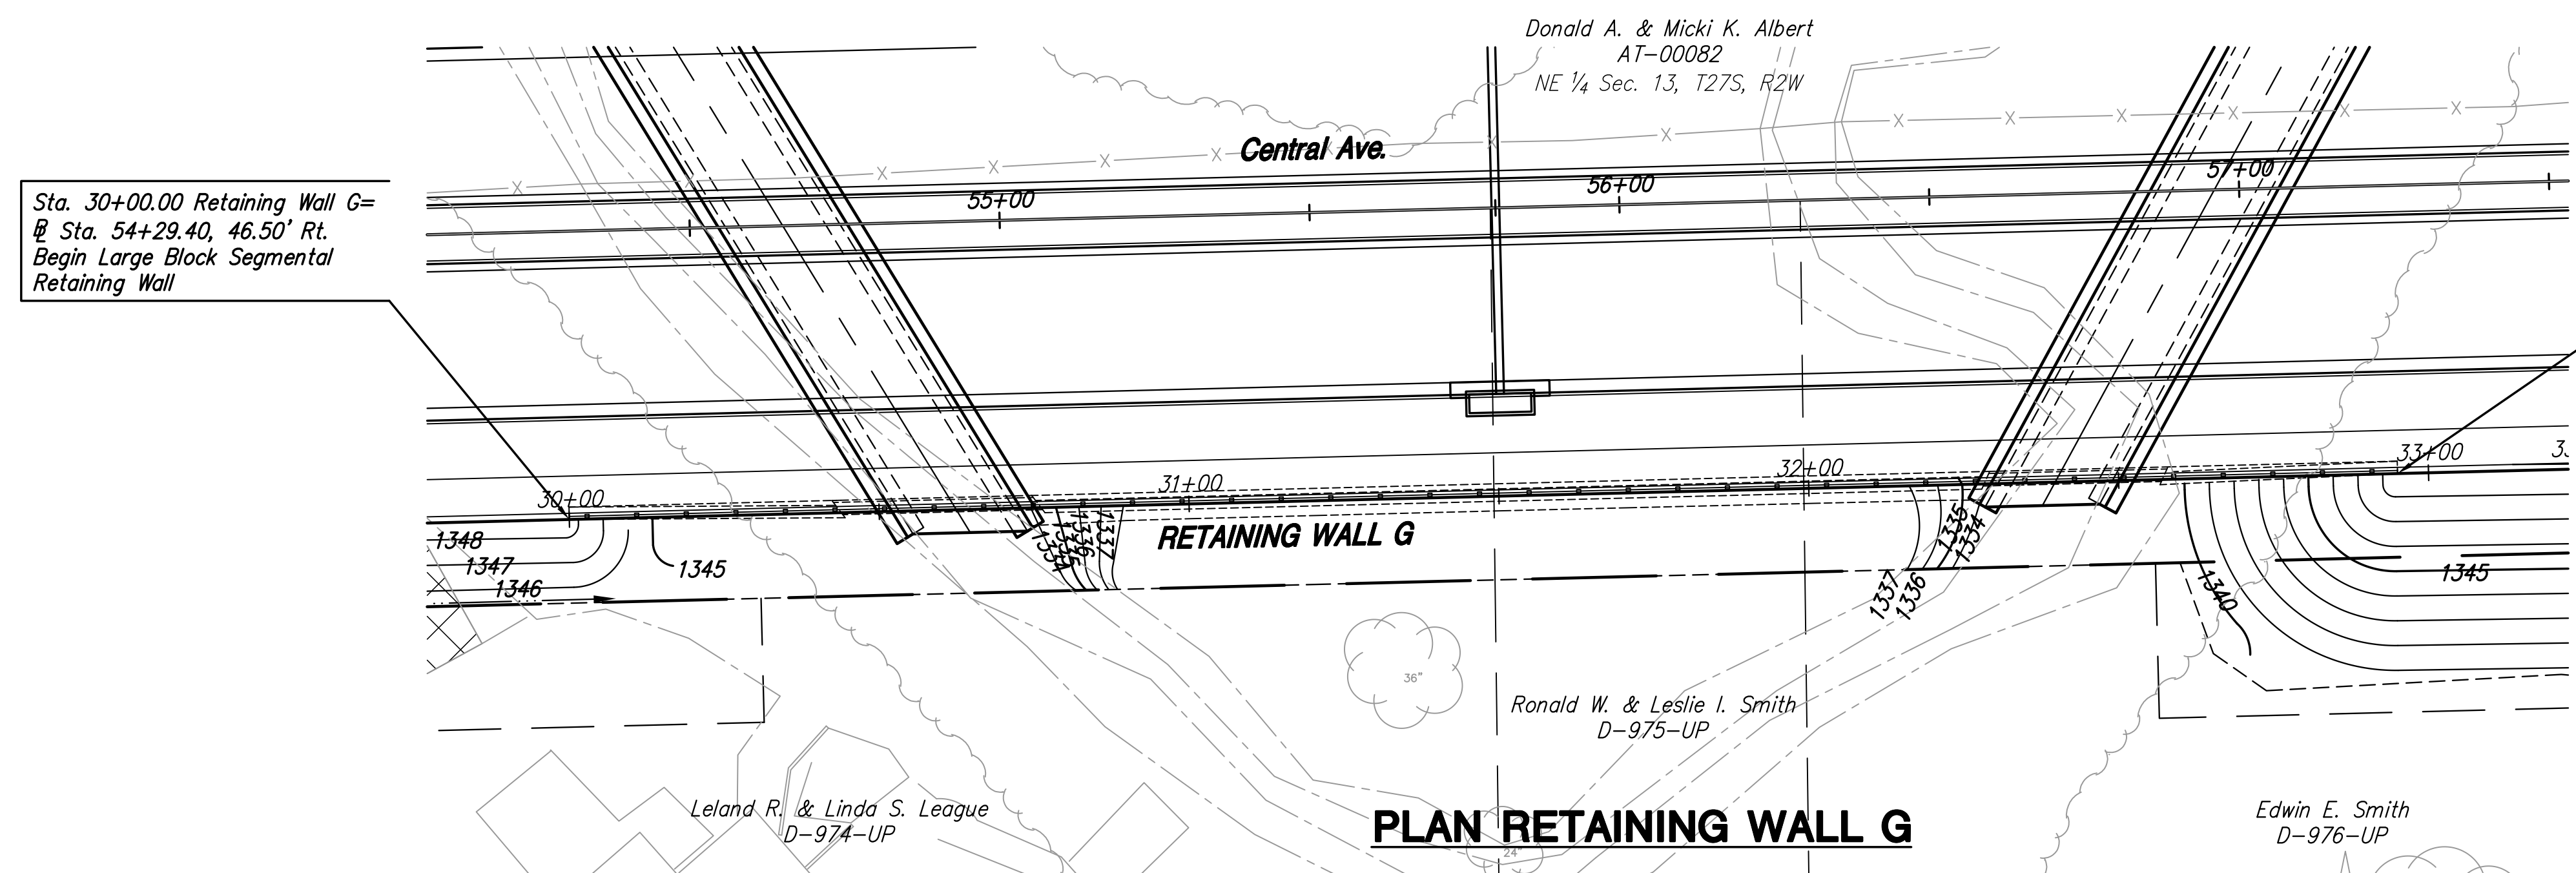 Donald A. & Micki K. Albert
AT-00082
NE ¼ Sec. 13, T27S, R2W
Central Ave.
55+00
56+00
57+00
Sta. 30+00.00 Retaining Wall G=
℄ Sta. 54+29.40, 46.50' Rt.
Begin Large Block Segmental
Retaining Wall
30+00
31+00
32+00
33+00
1348
1347
1346
1345
1334
1335
1336
1337
RETAINING WALL G
1335
1334
1337
1336
1340
1345
36"
Ronald W. & Leslie I. Smith
D-975-UP
Leland R. & Linda S. League
D-974-UP
PLAN RETAINING WALL G
24"
Edwin E. Smith
D-976-UP